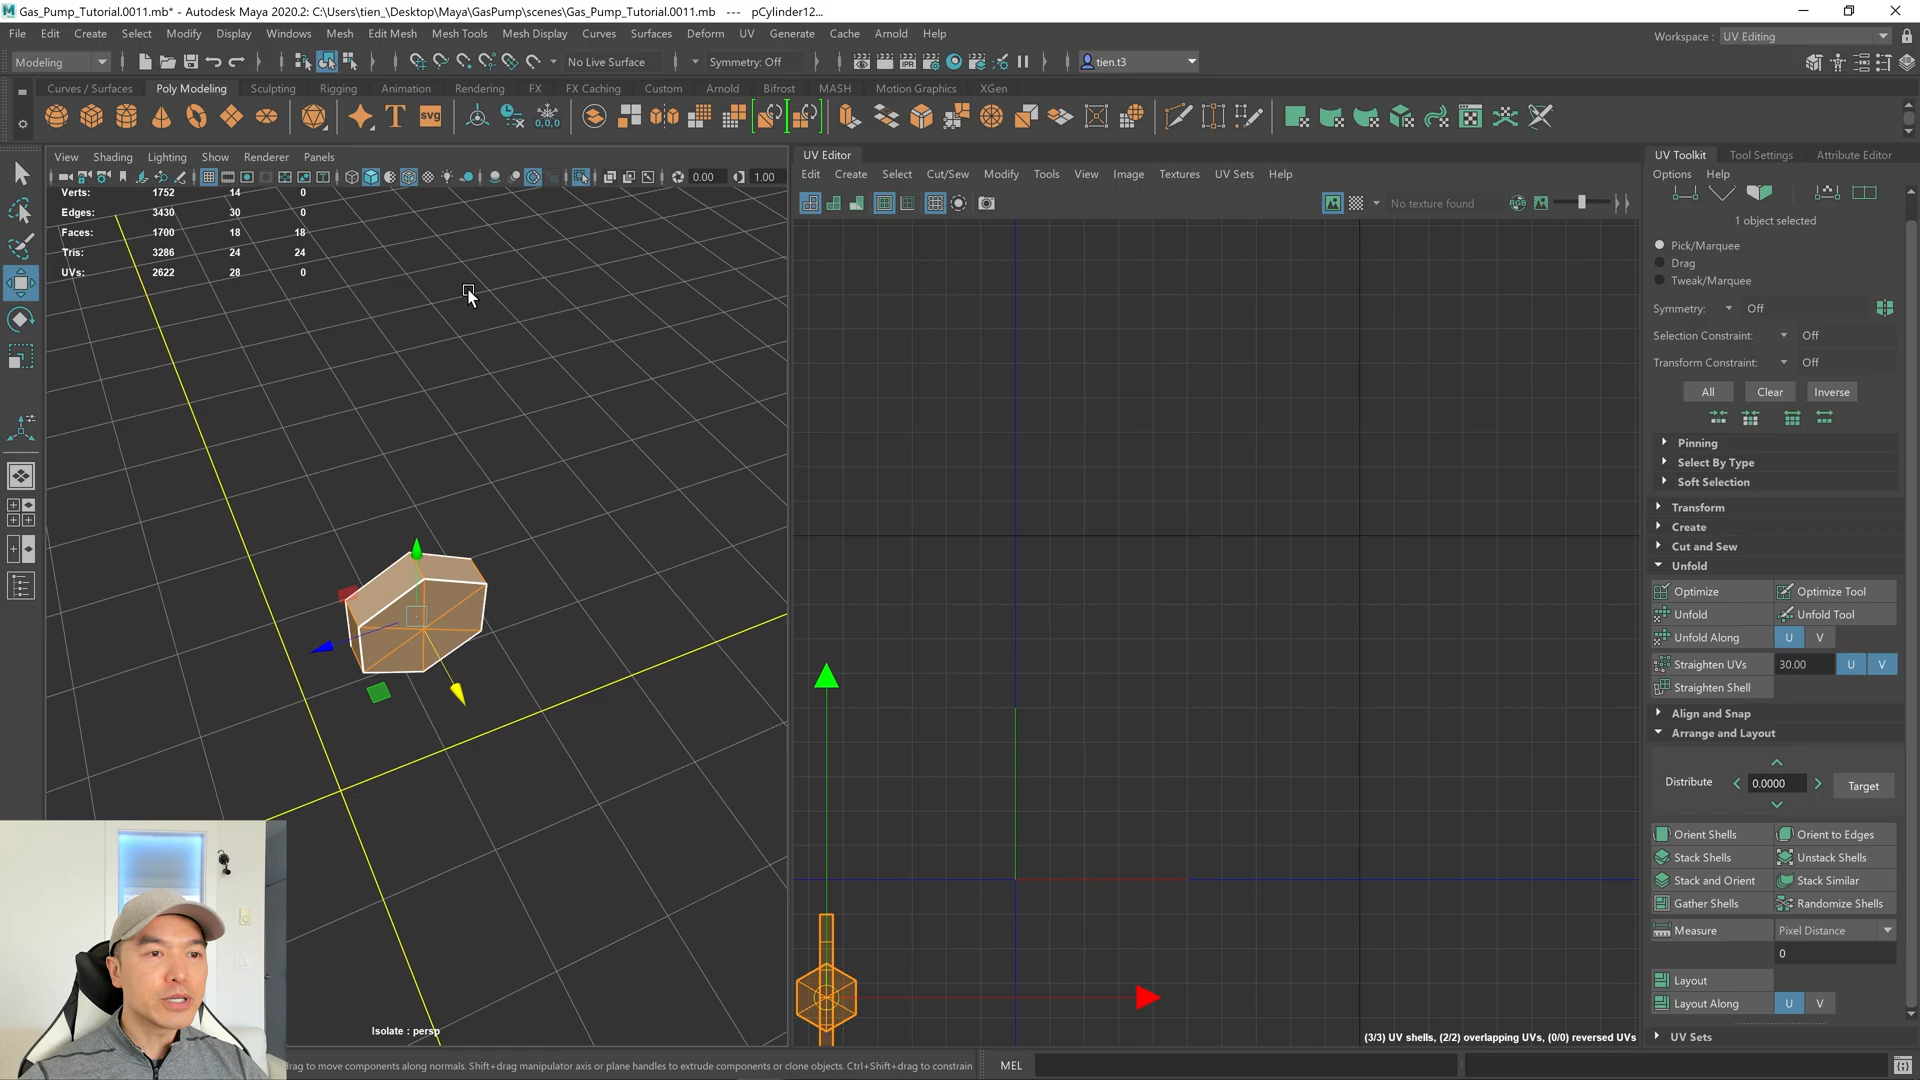 Gas_Pump_Tutorial.0011.mb* - Autodesk Maya 2020.2: C:\Users\tien_\Desktop\Maya\GasPump\scenes\Gas_Pump_Tutorial.0011.mb --- pCylinder12...
File Edit Create Select Modify Display Windows Mesh Edit Mesh Mesh Tools Mesh Display Curves Surfaces Deform UV Generate Cache Arnold Help
Workspace : UV Editing
Modeling No Live Surface Symmetry: Off tien.t3
Curves / Surfaces Poly Modeling Sculpting Rigging Animation Rendering FX FX Caching Custom Arnold Bifrost MASH Motion Graphics XGen
T svg 0,0,0
View Shading Lighting Show Renderer Panels
0.00 1.00
Verts: 1752 14 0
Edges: 3430 30 0
Faces: 1700 18 18
Tris: 3286 24 24
UVs: 2622 28 0
Isolate : persp
UV Editor
Edit Create Select Cut/Sew Modify Tools View Image Textures UV Sets Help
No texture found
RGB
(3/3) UV shells, (2/2) overlapping UVs, (0/0) reversed UVs
UV Toolkit Tool Settings Attribute Editor
Options Help
1 object selected
Pick/Marquee
Drag
Tweak/Marquee
Symmetry: Off
Selection Constraint: Off
Transform Constraint: Off
All Clear Inverse
Pinning
Select By Type
Soft Selection
Transform
Create
Cut and Sew
Unfold
Optimize Optimize Tool
Unfold Unfold Tool
Unfold Along U V
Straighten UVs 30.00 U V
Straighten Shell
Align and Snap
Arrange and Layout
Distribute 0.0000 Target
Orient Shells Orient to Edges
Stack Shells Unstack Shells
Stack and Orient Stack Similar
Gather Shells Randomize Shells
Measure Pixel Distance
0
Layout
Layout Along U V
UV Sets
drag to move components along normals. Shift+drag manipulator axis or plane handles to extrude components or clone objects. Ctrl+Shift+drag to constrain
MEL